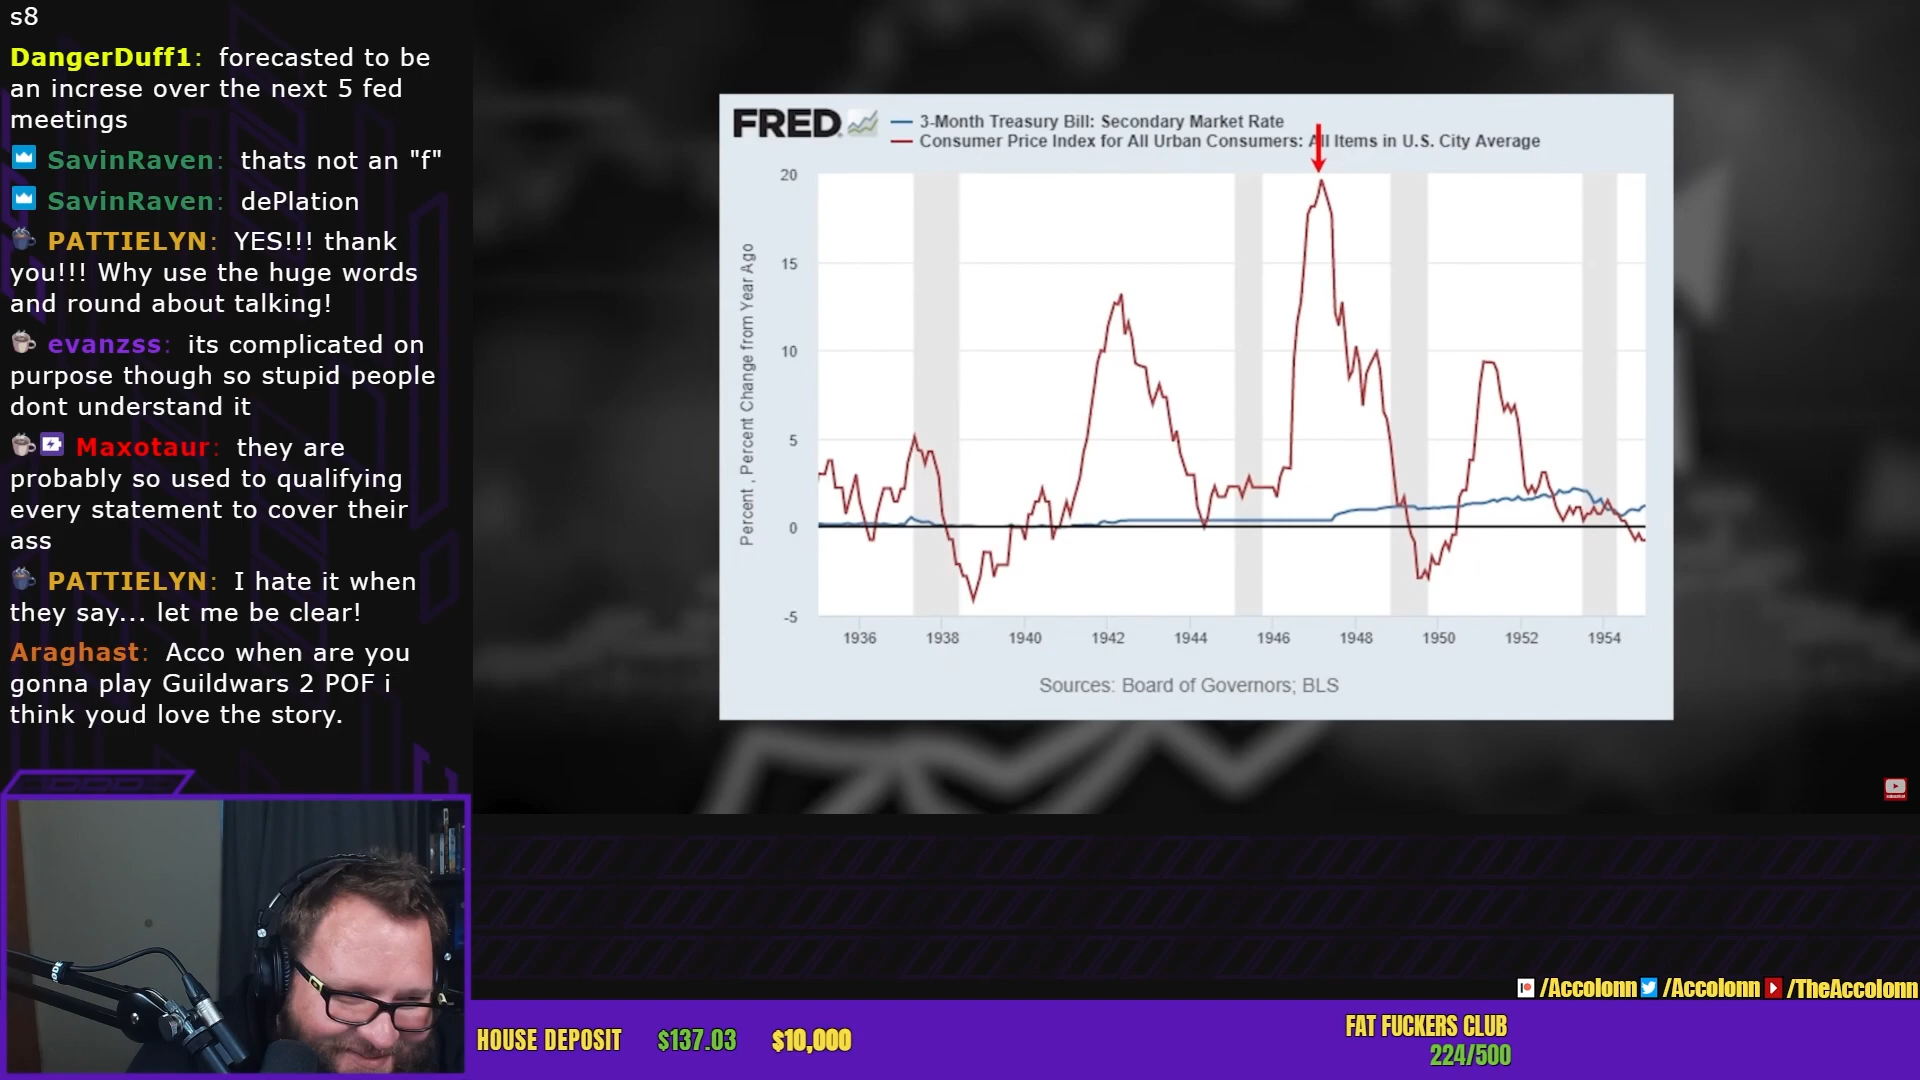 s8
DangerDuff1: forecasted to be
an increse over the next 5 fed
meetings
SavinRaven: thats not an "f"
SavinRaven: dePlation
PATTIELYN: YES!!! thank
you!!! Why use the huge words
and round about talking!
evanzss: its complicated on
purpose though so stupid people
dont understand it
Maxotaur: they are
probably so used to qualifying
every statement to cover their
ass
PATTIELYN: I hate it when
they say... let me be clear!
Araghast: Acco when are you
gonna play Guildwars 2 POF i
think youd love the story.
FRED
3-Month Treasury Bill: Secondary Market Rate
Consumer Price Index for All Urban Consumers: All Items in U.S. City Average
Percent , Percent Change from Year Ago
20
15
10
5
0
-5
1936 1938 1940 1942 1944 1946 1948 1950 1952 1954
Sources: Board of Governors; BLS
/Accolonn /Accolonn /TheAccolonn
HOUSE DEPOSIT $137.03 $10,000
FAT FUCKERS CLUB
224/500